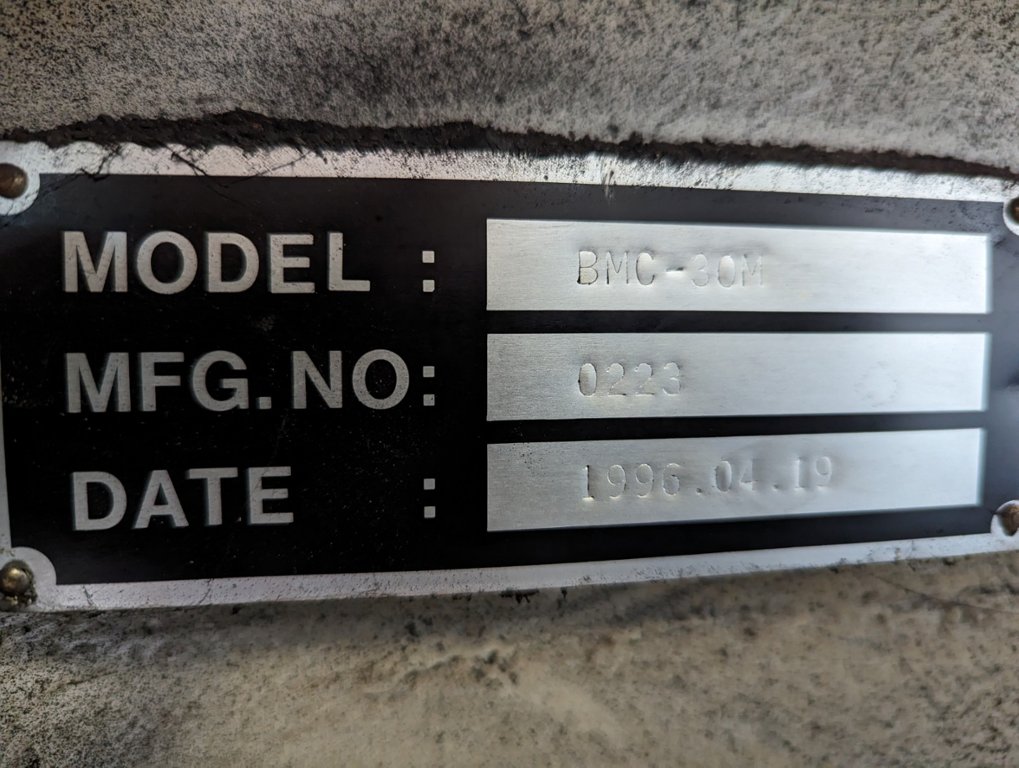 MODEL : BMC-30M
MFG. NO: 0223
DATE : 1996.04.19